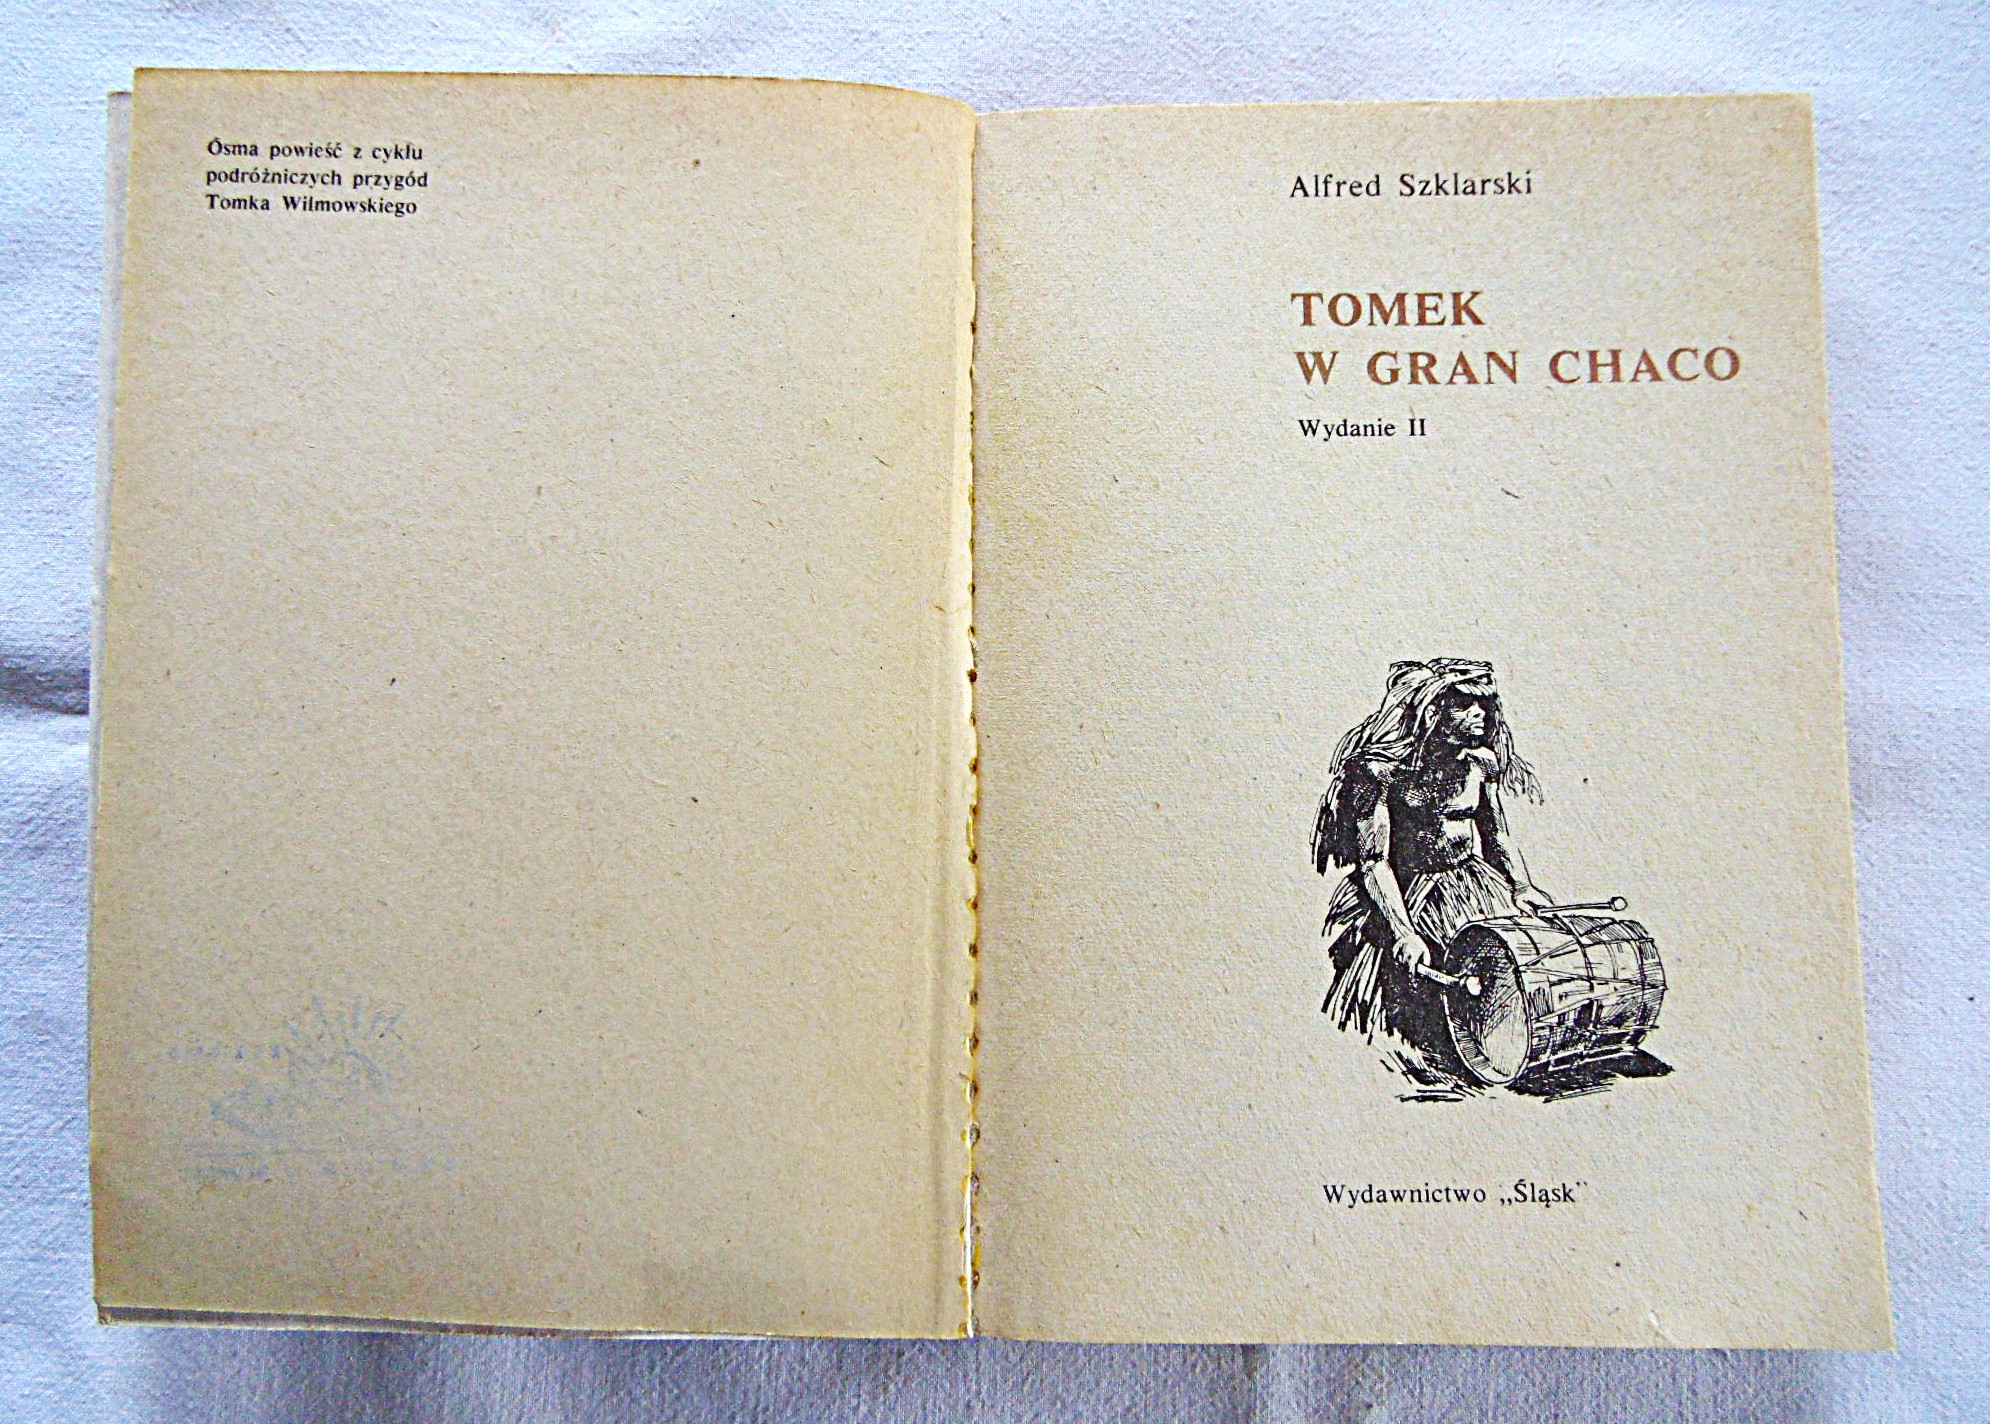 Ósma powieść z cyklu
podróżniczych przygód
Tomka Wilmowskiego
Alfred Szklarski
TOMEK
W GRAN CHACO
Wydanie II
Wydawnictwo „Śląsk"